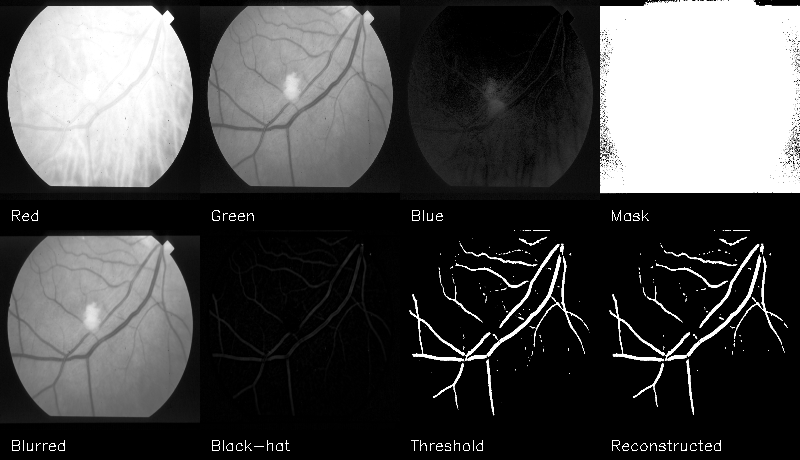 Red
Green
Blue
Mask
Blurred
Black-hat
Threshold
Reconstructed